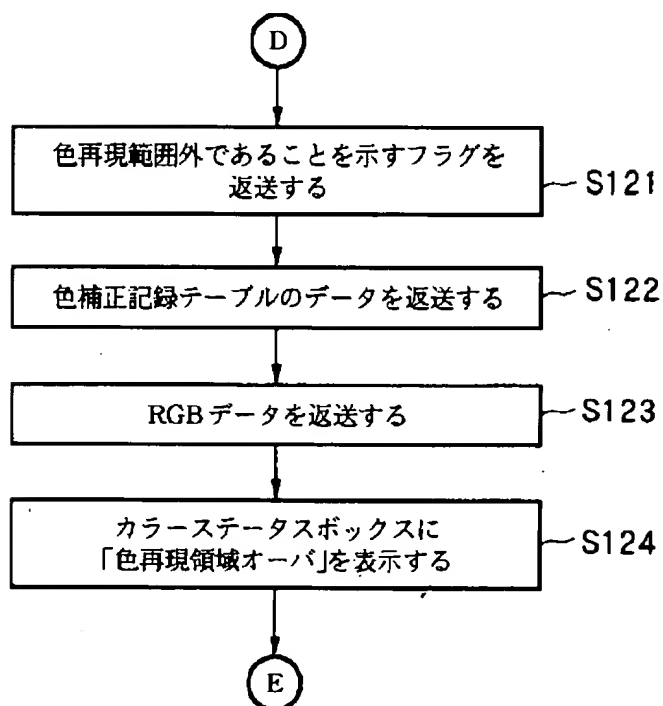 D
色再現範囲外であることを示すフラグを
返送する
S121
色補正記録テーブルのデータを返送する
S122
RGBデータを返送する
S123
カラーステータスボックスに
「色再現領域オーバ」を表示する
S124
E